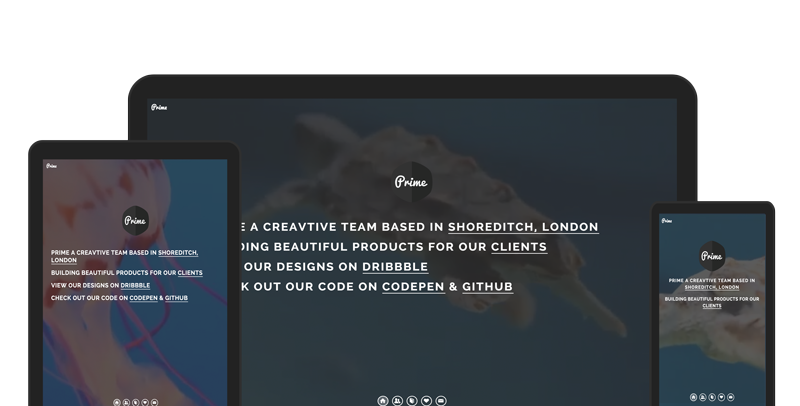 Prime
Prime
E A CREAVTIVE TEAM BASED IN SHOREDITCH, LONDON
DING BEAUTIFUL PRODUCTS FOR OUR CLIENTS
OUR DESIGNS ON DRIBBBLE
K OUT OUR CODE ON CODEPEN & GITHUB
Prime
Prime
PRIME A CREAVTIVE TEAM BASED IN SHOREDITCH,
LONDON
BUILDING BEAUTIFUL PRODUCTS FOR OUR CLIENTS
VIEW OUR DESIGNS ON DRIBBBLE
CHECK OUT OUR CODE ON CODEPEN & GITHUB
Prime
Prime
PRIME A CREAVTIVE TEAM BASED IN
SHOREDITCH, LONDON
BUILDING BEAUTIFUL PRODUCTS FOR OUR
CLIENTS